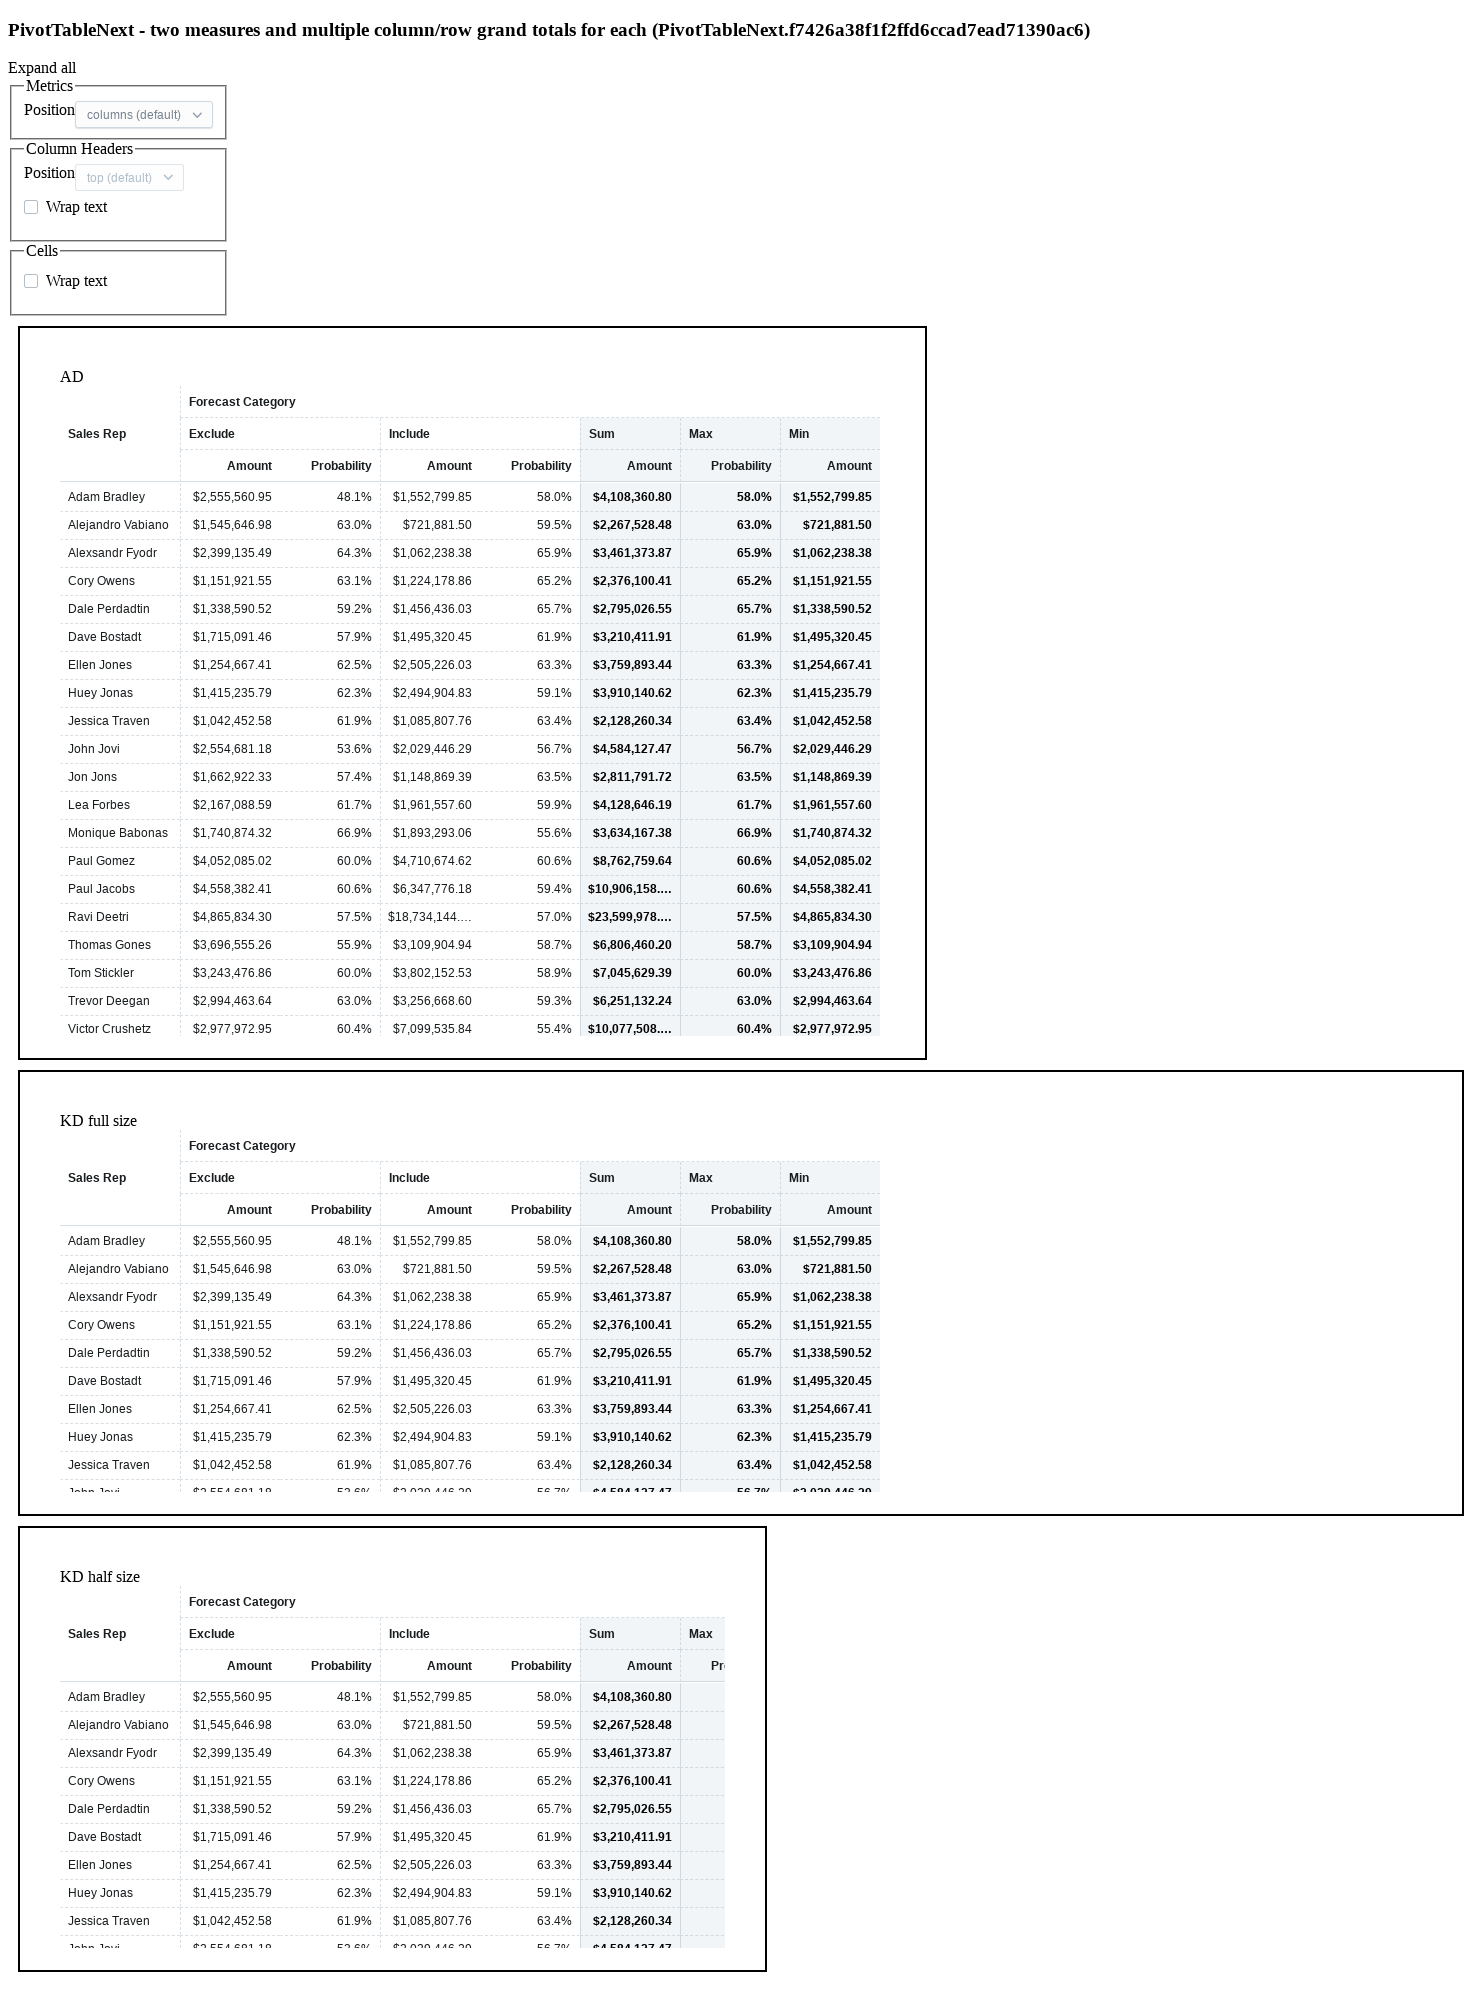 PivotTableNext - two measures and multiple column/row grand totals for each (PivotTableNext.f7426a38f1f2ffd6ccad7ead71390ac6)
Expand all
Metrics
Position columns (default)
Column Headers
Position top (default)
Wrap text
Cells
Wrap text
AD
Forecast Category
Sales Rep Exclude Include Sum Max Min
Amount Probability Amount Probability Amount Probability Amount
Adam Bradley $2,555,560.95 48.1% $1,552,799.85 58.0% $4,108,360.80 58.0% $1,552,799.85
Alejandro Vabiano $1,545,646.98 63.0% $721,881.50 59.5% $2,267,528.48 63.0% $721,881.50
Alexsandr Fyodr $2,399,135.49 64.3% $1,062,238.38 65.9% $3,461,373.87 65.9% $1,062,238.38
Cory Owens $1,151,921.55 63.1% $1,224,178.86 65.2% $2,376,100.41 65.2% $1,151,921.55
Dale Perdadtin $1,338,590.52 59.2% $1,456,436.03 65.7% $2,795,026.55 65.7% $1,338,590.52
Dave Bostadt $1,715,091.46 57.9% $1,495,320.45 61.9% $3,210,411.91 61.9% $1,495,320.45
Ellen Jones $1,254,667.41 62.5% $2,505,226.03 63.3% $3,759,893.44 63.3% $1,254,667.41
Huey Jonas $1,415,235.79 62.3% $2,494,904.83 59.1% $3,910,140.62 62.3% $1,415,235.79
Jessica Traven $1,042,452.58 61.9% $1,085,807.76 63.4% $2,128,260.34 63.4% $1,042,452.58
John Jovi $2,554,681.18 53.6% $2,029,446.29 56.7% $4,584,127.47 56.7% $2,029,446.29
Jon Jons $1,662,922.33 57.4% $1,148,869.39 63.5% $2,811,791.72 63.5% $1,148,869.39
Lea Forbes $2,167,088.59 61.7% $1,961,557.60 59.9% $4,128,646.19 61.7% $1,961,557.60
Monique Babonas $1,740,874.32 66.9% $1,893,293.06 55.6% $3,634,167.38 66.9% $1,740,874.32
Paul Gomez $4,052,085.02 60.0% $4,710,674.62 60.6% $8,762,759.64 60.6% $4,052,085.02
Paul Jacobs $4,558,382.41 60.6% $6,347,776.18 59.4% $10,906,158.… 60.6% $4,558,382.41
Ravi Deetri $4,865,834.30 57.5% $18,734,144.… 57.0% $23,599,978.… 57.5% $4,865,834.30
Thomas Gones $3,696,555.26 55.9% $3,109,904.94 58.7% $6,806,460.20 58.7% $3,109,904.94
Tom Stickler $3,243,476.86 60.0% $3,802,152.53 58.9% $7,045,629.39 60.0% $3,243,476.86
Trevor Deegan $2,994,463.64 63.0% $3,256,668.60 59.3% $6,251,132.24 63.0% $2,994,463.64
Victor Crushetz $2,977,972.95 60.4% $7,099,535.84 55.4% $10,077,508.… 60.4% $2,977,972.95
KD full size
Forecast Category
Sales Rep Exclude Include Sum Max Min
Amount Probability Amount Probability Amount Probability Amount
Adam Bradley $2,555,560.95 48.1% $1,552,799.85 58.0% $4,108,360.80 58.0% $1,552,799.85
Alejandro Vabiano $1,545,646.98 63.0% $721,881.50 59.5% $2,267,528.48 63.0% $721,881.50
Alexsandr Fyodr $2,399,135.49 64.3% $1,062,238.38 65.9% $3,461,373.87 65.9% $1,062,238.38
Cory Owens $1,151,921.55 63.1% $1,224,178.86 65.2% $2,376,100.41 65.2% $1,151,921.55
Dale Perdadtin $1,338,590.52 59.2% $1,456,436.03 65.7% $2,795,026.55 65.7% $1,338,590.52
Dave Bostadt $1,715,091.46 57.9% $1,495,320.45 61.9% $3,210,411.91 61.9% $1,495,320.45
Ellen Jones $1,254,667.41 62.5% $2,505,226.03 63.3% $3,759,893.44 63.3% $1,254,667.41
Huey Jonas $1,415,235.79 62.3% $2,494,904.83 59.1% $3,910,140.62 62.3% $1,415,235.79
Jessica Traven $1,042,452.58 61.9% $1,085,807.76 63.4% $2,128,260.34 63.4% $1,042,452.58
John Jovi $2,554,681.18 53.6% $2,029,446.29 56.7% $4,584,127.47 56.7% $2,029,446.29
KD half size
Forecast Category
Sales Rep Exclude Include Sum Max
Amount Probability Amount Probability Amount
Adam Bradley $2,555,560.95 48.1% $1,552,799.85 58.0% $4,108,360.80
Alejandro Vabiano $1,545,646.98 63.0% $721,881.50 59.5% $2,267,528.48
Alexsandr Fyodr $2,399,135.49 64.3% $1,062,238.38 65.9% $3,461,373.87
Cory Owens $1,151,921.55 63.1% $1,224,178.86 65.2% $2,376,100.41
Dale Perdadtin $1,338,590.52 59.2% $1,456,436.03 65.7% $2,795,026.55
Dave Bostadt $1,715,091.46 57.9% $1,495,320.45 61.9% $3,210,411.91
Ellen Jones $1,254,667.41 62.5% $2,505,226.03 63.3% $3,759,893.44
Huey Jonas $1,415,235.79 62.3% $2,494,904.83 59.1% $3,910,140.62
Jessica Traven $1,042,452.58 61.9% $1,085,807.76 63.4% $2,128,260.34
John Jovi $2,554,681.18 53.6% $2,029,446.29 56.7% $4,584,127.47